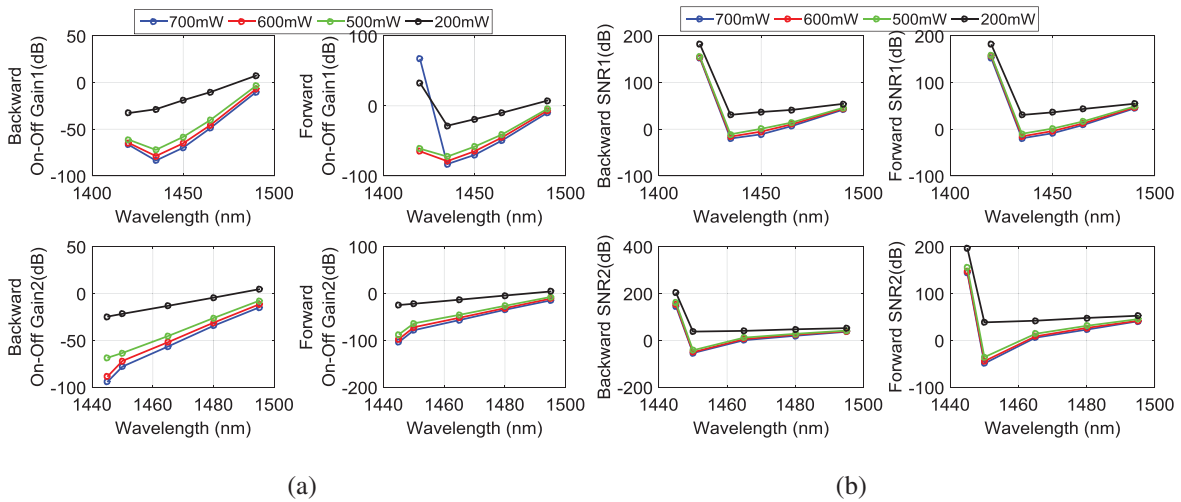 700mW 600mW 500mW 200mW
Backward
On-Off Gain1(dB)
50
0
-50
-100
1400 1450 1500
Wavelength (nm)
Forward
On-Off Gain1(dB)
100
0
-100
1400 1450 1500
Wavelength (nm)
700mW 600mW 500mW 200mW
Backward SNR1(dB)
200
100
0
-100
1400 1450 1500
Wavelength (nm)
Forward SNR1(dB)
200
100
0
-100
1400 1450 1500
Wavelength (nm)
Backward
On-Off Gain2(dB)
50
0
-50
-100
1440 1460 1480 1500
Wavelength (nm)
Forward
On-Off Gain2(dB)
100
0
-100
-200
1440 1460 1480 1500
Wavelength (nm)
Backward SNR2(dB)
400
200
0
-200
1440 1460 1480 1500
Wavelength (nm)
Forward SNR2(dB)
200
100
0
-100
1440 1460 1480 1500
Wavelength (nm)
(a)
(b)